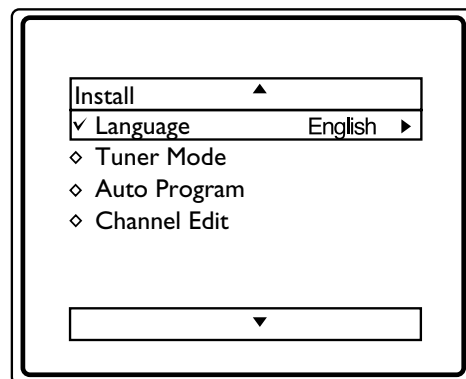 Install
Language English
Tuner Mode
Auto Program
Channel Edit